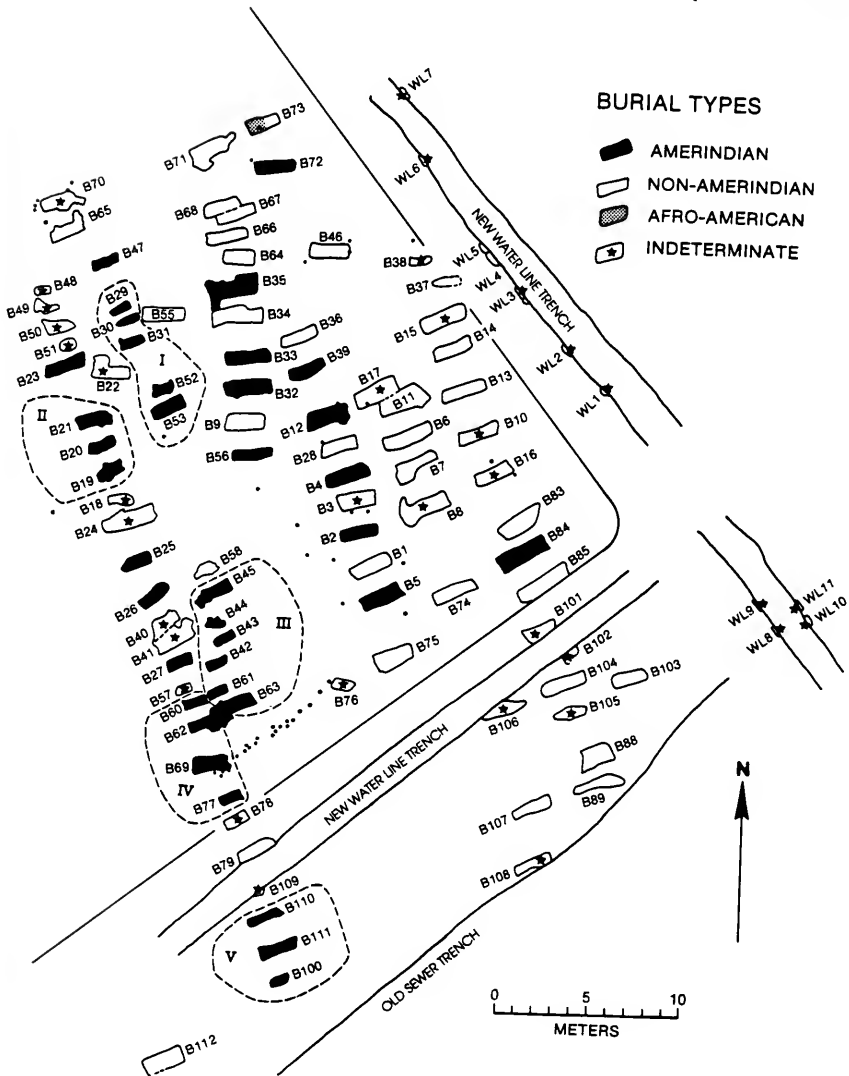 BURIAL TYPES
AMERINDIAN
NON-AMERINDIAN
AFRO-AMERICAN
INDETERMINATE
WL7
B73
B71
B72
WL6
B70
B65
B68
B67
B66
B64
B46
NEW WATER LINE TRENCH
WL5
B47
B38
B35
B37
WL4
WL3
B48
B29
B49
B55
B34
B50
B30
B31
B36
B15
B14
B51
I
B33
B39
WL2
B23
B22
B52
B32
B17
B13
WL1
B53
B11
II
B21
B9
B12
B6
B10
B20
B56
B28
B7
B16
B19
B4
B18
B3
B8
B83
B24
B2
B84
B25
B58
B1
B85
B45
B5
B74
B26
B44
B101
WL9
WL11
WL10
WL8
B40
B43
III
B41
B42
B75
B102
B27
B104
B103
B57
B61
B63
B76
B60
B62
B106
B105
B69
NEW WATER LINE TRENCH
B88
IV
B77
B89
B78
B107
N
B79
B108
B109
B110
V
B111
B100
OLD SEWER TRENCH
0 5 10
METERS
B112